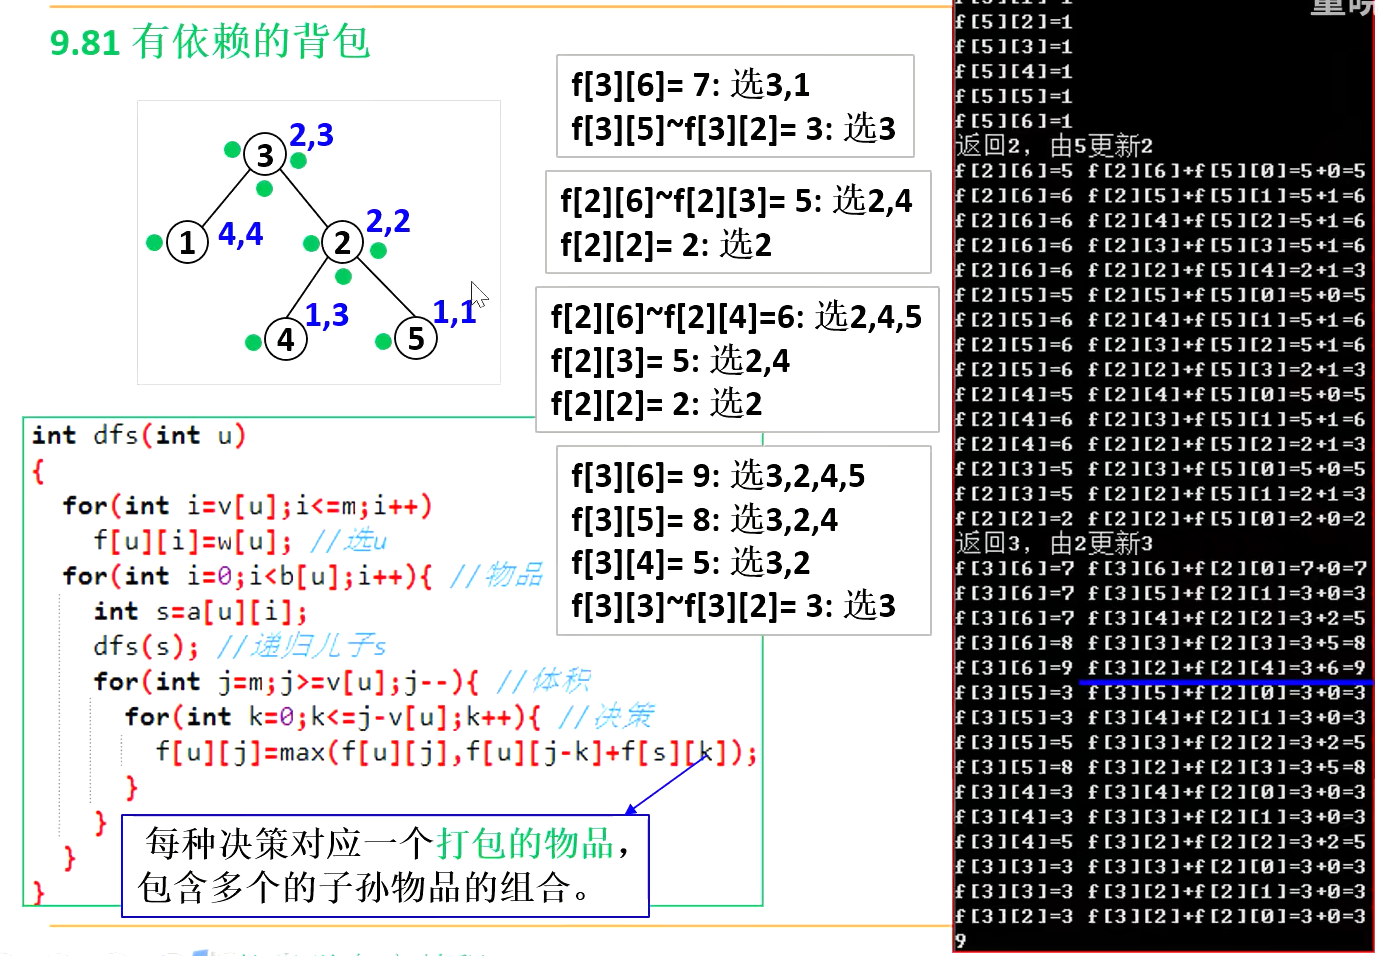 9.81 有依赖的背包
3
2,3
1
4,4
2
2,2
4
1,3
5
1,1
int dfs(int u)
{
for(int i=v[u];i<=m;i++)
f[u][i]=w[u]; //选u
for(int i=0;i<b[u];i++){ //物品
int s=a[u][i];
dfs(s); //递归儿子s
for(int j=m;j>=v[u];j--){ //体积
for(int k=0;k<=j-v[u];k++){ //决策
f[u][j]=max(f[u][j],f[u][j-k]+f[s][k]);
}
}
}
}
每种决策对应一个打包的物品，
包含多个的子孙物品的组合。
f[3][6]= 7: 选3,1
f[3][5]~f[3][2]= 3: 选3
f[2][6]~f[2][3]= 5: 选2,4
f[2][2]= 2: 选2
f[2][6]~f[2][4]=6: 选2,4,5
f[2][3]= 5: 选2,4
f[2][2]= 2: 选2
f[3][6]= 9: 选3,2,4,5
f[3][5]= 8: 选3,2,4
f[3][4]= 5: 选3,2
f[3][3]~f[3][2]= 3: 选3
f[5][2]=1
f[5][3]=1
f[5][4]=1
f[5][5]=1
f[5][6]=1
返回2, 由5更新2
f[2][6]=5 f[2][6]+f[5][0]=5+0=5
f[2][6]=6 f[2][5]+f[5][1]=5+1=6
f[2][6]=6 f[2][4]+f[5][2]=5+1=6
f[2][6]=6 f[2][3]+f[5][3]=5+1=6
f[2][6]=6 f[2][2]+f[5][4]=2+1=3
f[2][5]=5 f[2][5]+f[5][0]=5+0=5
f[2][5]=6 f[2][4]+f[5][1]=5+1=6
f[2][5]=6 f[2][3]+f[5][2]=5+1=6
f[2][5]=6 f[2][2]+f[5][3]=2+1=3
f[2][4]=5 f[2][4]+f[5][0]=5+0=5
f[2][4]=6 f[2][3]+f[5][1]=5+1=6
f[2][4]=6 f[2][2]+f[5][2]=2+1=3
f[2][3]=5 f[2][3]+f[5][0]=5+0=5
f[2][3]=5 f[2][2]+f[5][1]=2+1=3
f[2][2]=2 f[2][2]+f[5][0]=2+0=2
返回3, 由2更新3
f[3][6]=7 f[3][6]+f[2][0]=7+0=7
f[3][6]=7 f[3][5]+f[2][1]=3+0=3
f[3][6]=7 f[3][4]+f[2][2]=3+2=5
f[3][6]=8 f[3][3]+f[2][3]=3+5=8
f[3][6]=9 f[3][2]+f[2][4]=3+6=9
f[3][5]=3 f[3][5]+f[2][0]=3+0=3
f[3][5]=3 f[3][4]+f[2][1]=3+0=3
f[3][5]=5 f[3][3]+f[2][2]=3+2=5
f[3][5]=8 f[3][2]+f[2][3]=3+5=8
f[3][4]=3 f[3][4]+f[2][0]=3+0=3
f[3][4]=3 f[3][3]+f[2][1]=3+0=3
f[3][4]=5 f[3][2]+f[2][2]=3+2=5
f[3][3]=3 f[3][3]+f[2][0]=3+0=3
f[3][3]=3 f[3][2]+f[2][1]=3+0=3
f[3][2]=3 f[3][2]+f[2][0]=3+0=3
9